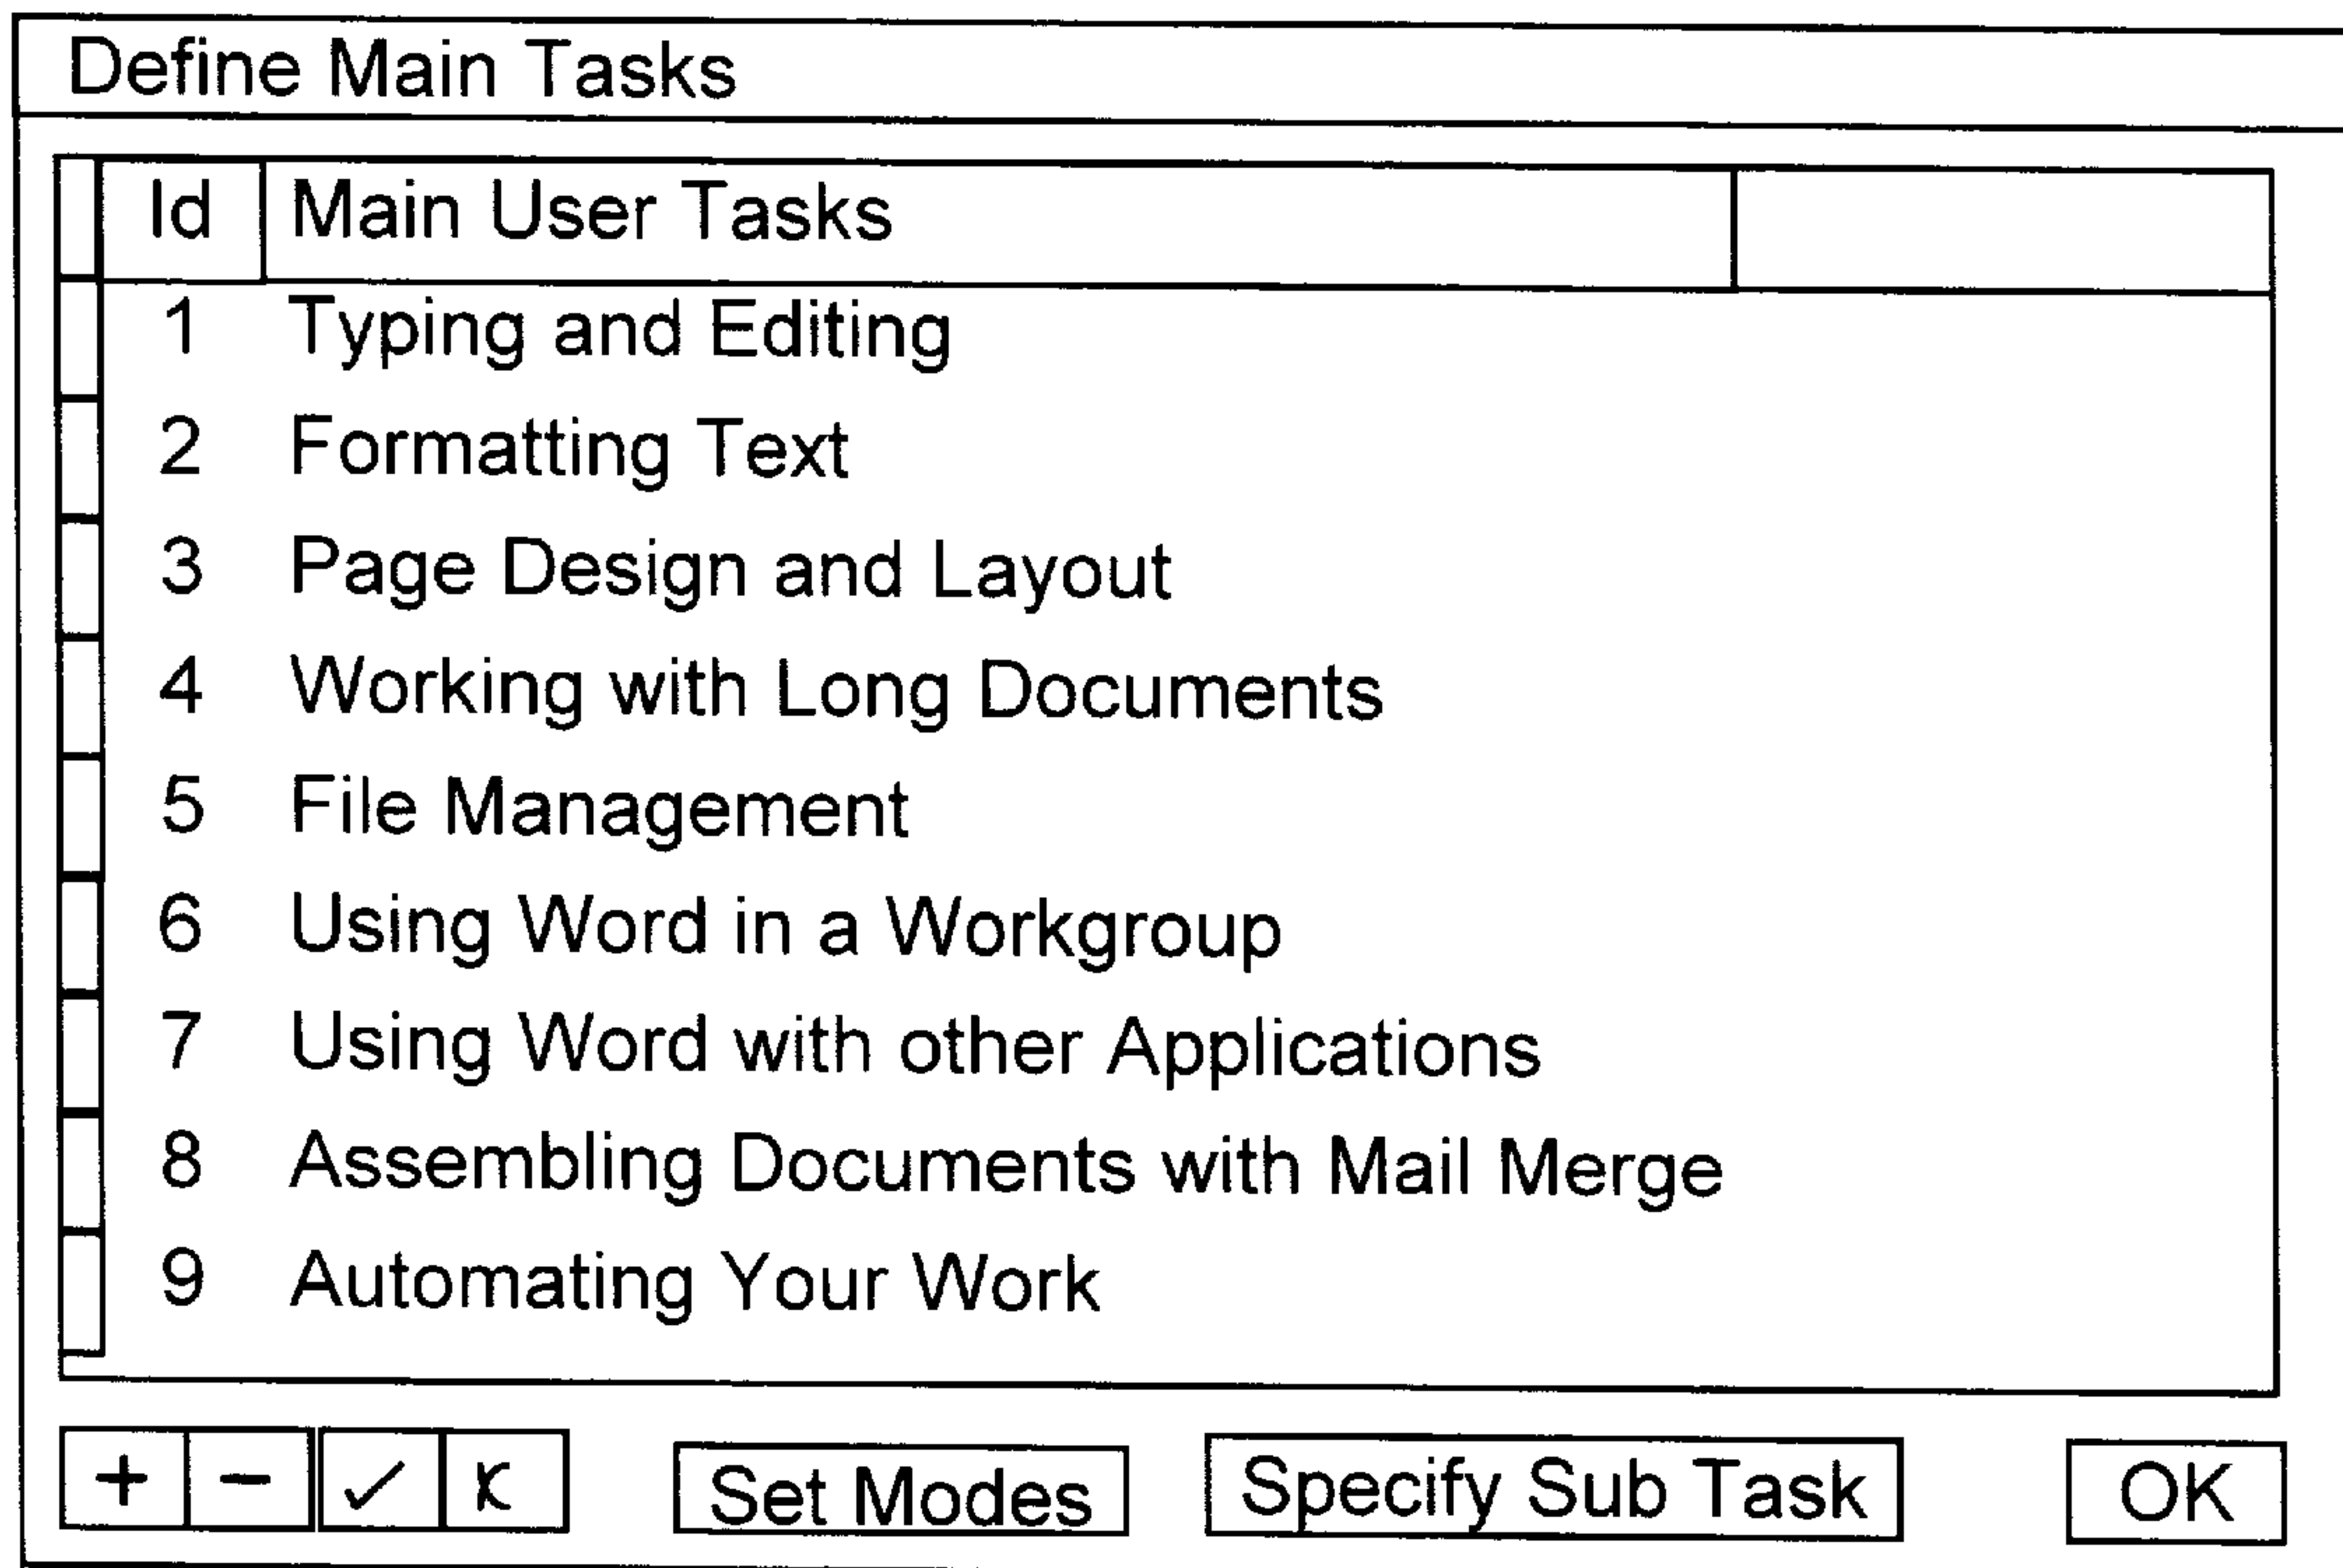 Define Main Tasks
Id Main User Tasks
1 Typing and Editing
2 Formatting Text
3 Page Design and Layout
4 Working with Long Documents
5 File Management
6 Using Word in a Workgroup
7 Using Word with other Applications
8 Assembling Documents with Mail Merge
9 Automating Your Work
+ - ✓ K Set Modes Specify Sub Task OK